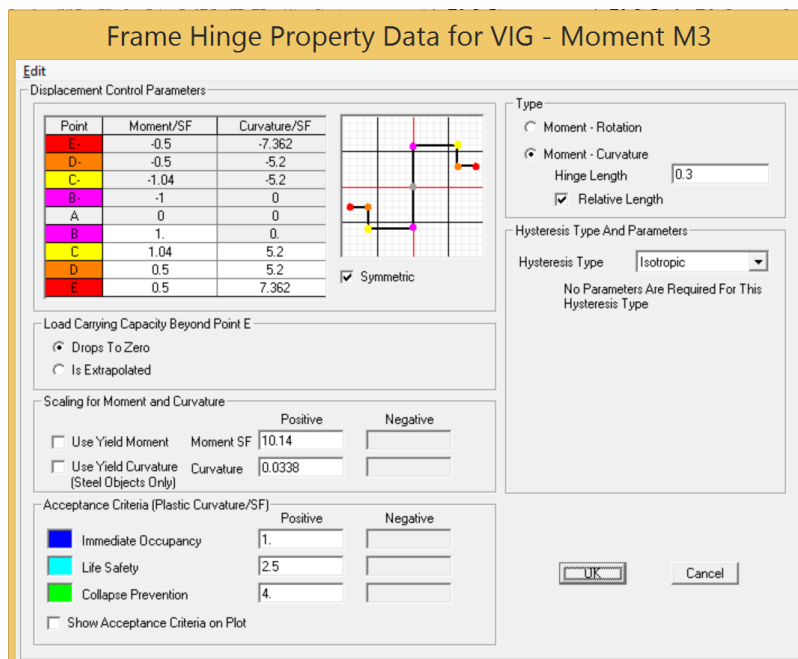 Frame Hinge Property Data for VIG - Moment M3
Edit
Displacement Control Parameters
Point Moment/SF Curvature/SF
E- -0.5 -7.362
D- -0.5 -5.2
C- -1.04 -5.2
B- -1 0
A 0 0
B 1. 0.
C 1.04 5.2
D 0.5 5.2
E 0.5 7.362
Symmetric
Load Carrying Capacity Beyond Point E
Drops To Zero
Is Extrapolated
Scaling for Moment and Curvature
Positive Negative
Use Yield Moment Moment SF 10.14
Use Yield Curvature Curvature 0.0338
(Steel Objects Only)
Acceptance Criteria (Plastic Curvature/SF)
Positive Negative
Immediate Occupancy 1.
Life Safety 2.5
Collapse Prevention 4.
Show Acceptance Criteria on Plot
Type
Moment - Rotation
Moment - Curvature
Hinge Length 0.3
Relative Length
Hysteresis Type And Parameters
Hysteresis Type Isotropic
No Parameters Are Required For This
Hysteresis Type
OK Cancel